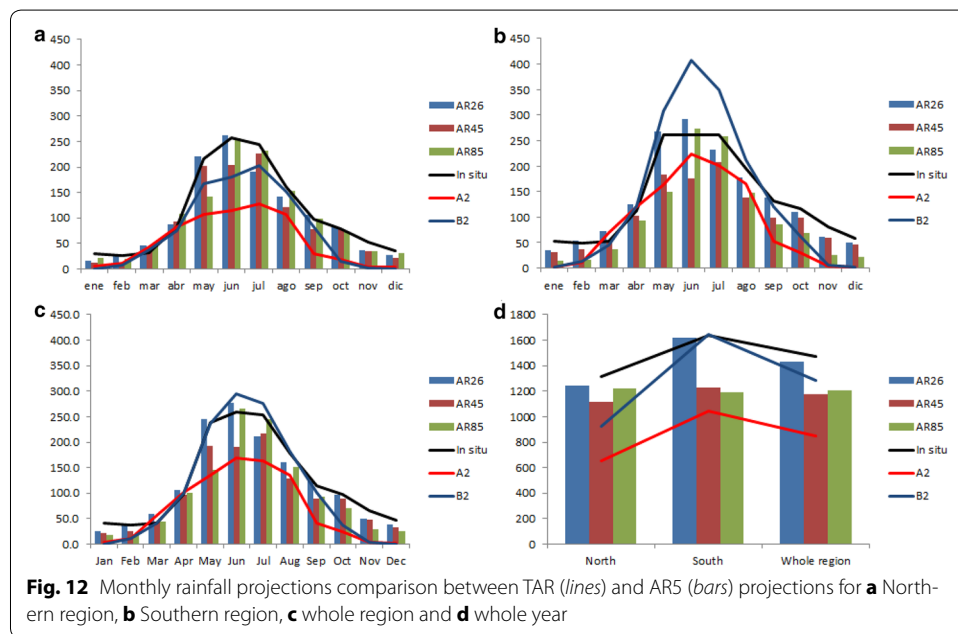 a
450
400
350
300
250
200
150
100
50
0
ene feb mar abr may jun jul ago sep oct nov dic
AR26
AR45
AR85
In situ
A2
B2
b
450
400
350
300
250
200
150
100
50
0
ene feb mar abr may jun jul ago sep oct nov dic
AR26
AR45
AR85
In situ
A2
B2
c
450.0
400.0
350.0
300.0
250.0
200.0
150.0
100.0
50.0
0.0
Jan Feb Mar Apr May Jun Jul Aug Sep Oct Nov Dec
AR26
AR45
AR85
In situ
A2
B2
d
1800
1600
1400
1200
1000
800
600
400
200
0
North South Whole region
AR26
AR45
AR85
In situ
A2
B2
Fig. 12 Monthly rainfall projections comparison between TAR (lines) and AR5 (bars) projections for a North-
ern region, b Southern region, c whole region and d whole year